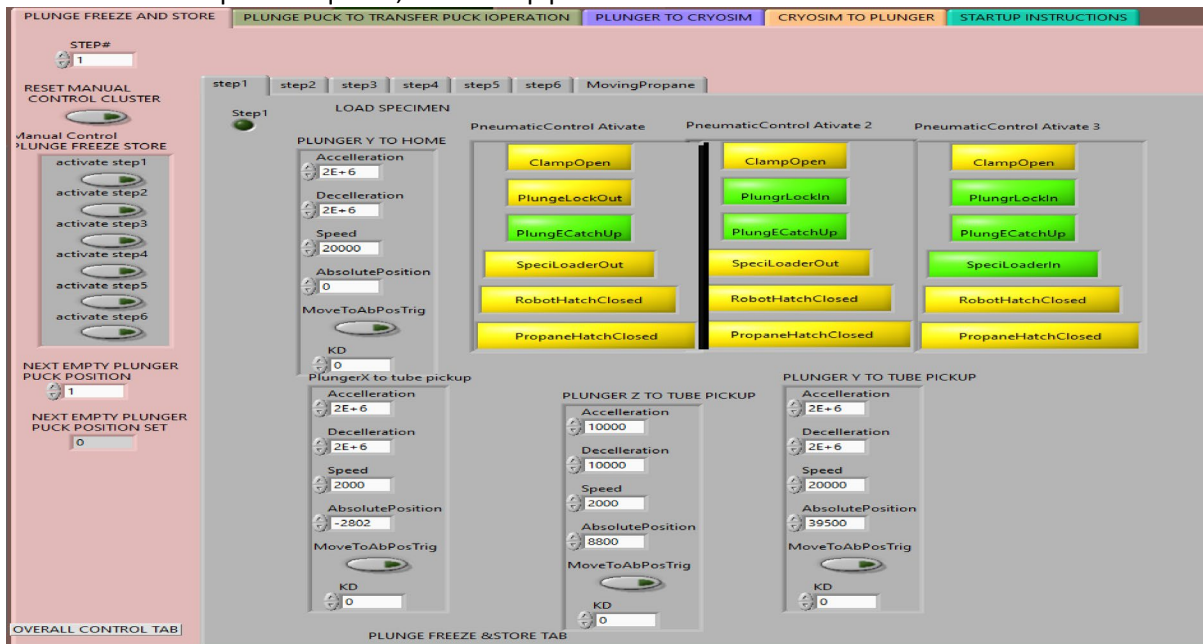 PLUNGE FREEZE AND STORE
PLUNGE PUCK TO TRANSFER PUCK IOPERATION
PLUNGER TO CRYOSIM
CRYOSIM TO PLUNGER
STARTUP INSTRUCTIONS
STEP#
1
RESET MANUAL
CONTROL CLUSTER
Manual Control
PLUNGE FREEZE STORE
activate step1
activate step2
activate step3
activate step4
activate step5
activate step6
NEXT EMPTY PLUNGER
PUCK POSITION
1
NEXT EMPTY PLUNGER
PUCK POSITION SET
0
OVERALL CONTROL TAB
step1
step2
step3
step4
step5
step6
MovingPropane
Step1
LOAD SPECIMEN
PLUNGER Y TO HOME
Accelleration
2E+6
Decelleration
2E+6
Speed
20000
AbsolutePosition
0
MoveToAbPosTrig
KD
0
PneumaticControl Ativate
ClampOpen
PlungeLockOut
PlungECatchUp
SpeciLoaderOut
RobotHatchClosed
PropaneHatchClosed
PneumaticControl Ativate 2
ClampOpen
PlungrLockIn
PlungECatchUp
SpeciLoaderOut
RobotHatchClosed
PropaneHatchClosed
PneumaticControl Ativate 3
ClampOpen
PlungrLockIn
PlungECatchUp
SpeciLoaderIn
RobotHatchClosed
PropaneHatchClosed
PlungerX to tube pickup
Accelleration
2E+6
Decelleration
2E+6
Speed
2000
AbsolutePosition
-2802
MoveToAbPosTrig
KD
0
PLUNGER Z TO TUBE PICKUP
Accelleration
10000
Decelleration
10000
Speed
2000
AbsolutePosition
8800
MoveToAbPosTrig
KD
0
PLUNGER Y TO TUBE PICKUP
Accelleration
2E+6
Decelleration
2E+6
Speed
20000
AbsolutePosition
39500
MoveToAbPosTrig
KD
0
PLUNGE FREEZE &STORE TAB